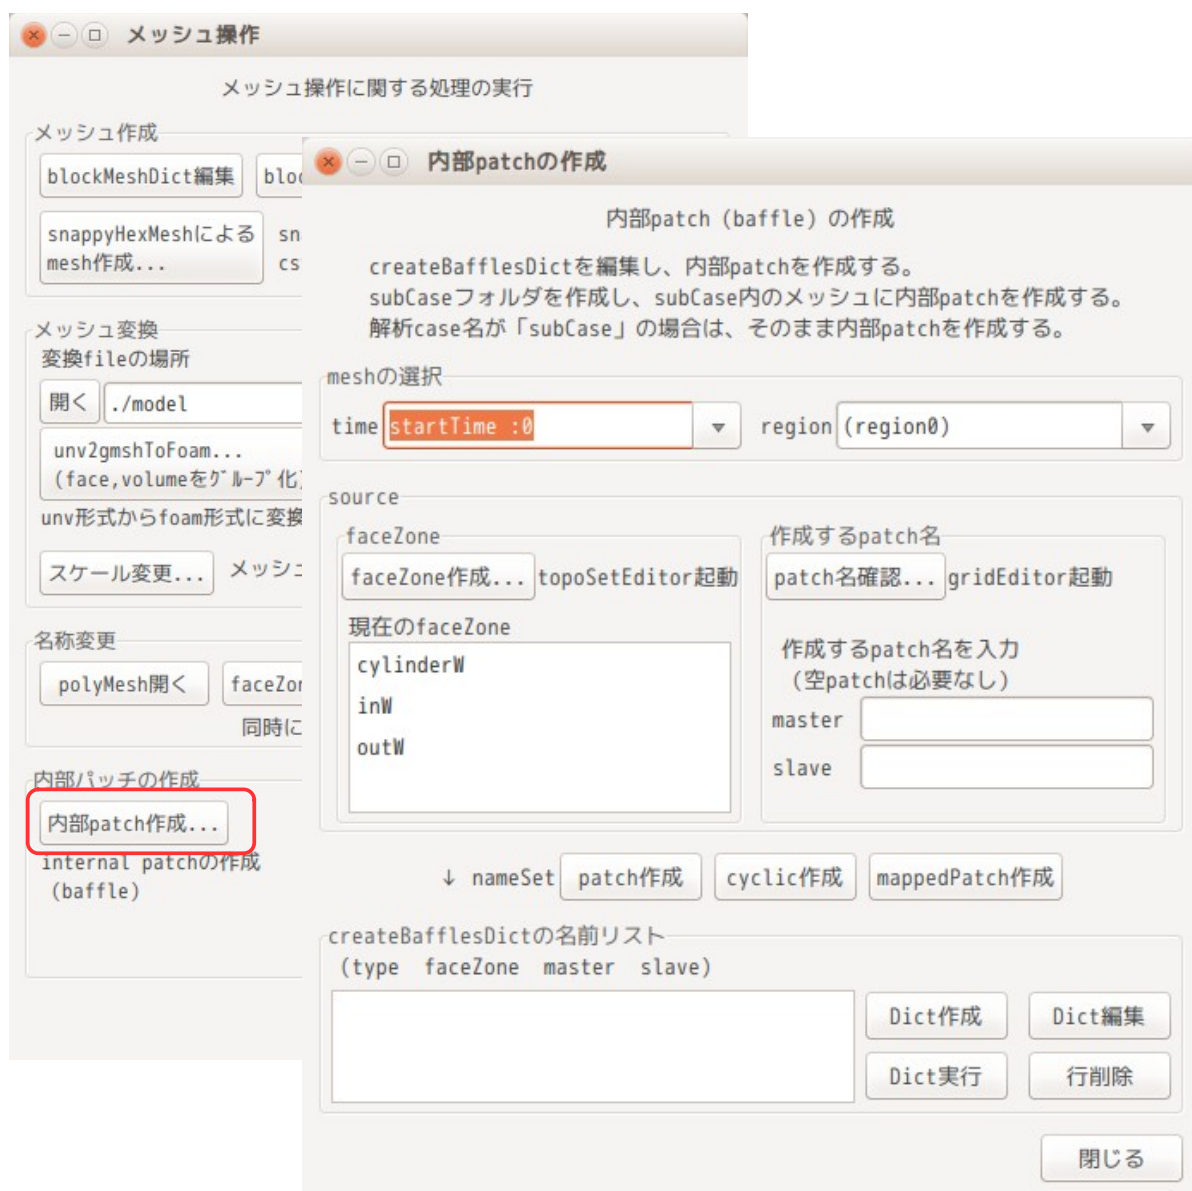 メッシュ操作
メッシュ操作に関する処理の実行
メッシュ作成
blockMeshDict編集
snappyHexMeshによる
mesh作成...
メッシュ変換
変換fileの場所
開く ./model
unv2gmshToFoam...
(face,volumeをｸﾞﾙｰﾌﾟ化)
unv形式からfoam形式に変換
スケール変更...
名称変更
polyMesh開く
同時に
内部パッチの作成
内部patch作成...
internal patchの作成
(baffle)
内部patchの作成
内部patch(baffle)の作成
createBafflesDictを編集し、内部patchを作成する。
subCaseフォルダを作成し、subCase内のメッシュに内部patchを作成する。
解析case名が「subCase」の場合は、そのまま内部patchを作成する。
meshの選択
time startTime :0 region (region0)
source
faceZone
faceZone作成... topoSetEditor起動
現在のfaceZone
cylinderW
inW
outW
作成するpatch名
patch名確認... gridEditor起動
作成するpatch名を入力
(空patchは必要なし)
master
slave
↓ nameSet patch作成 cyclic作成 mappedPatch作成
createBafflesDictの名前リスト
(type faceZone master slave)
Dict作成 Dict編集
Dict実行 行削除
閉じる